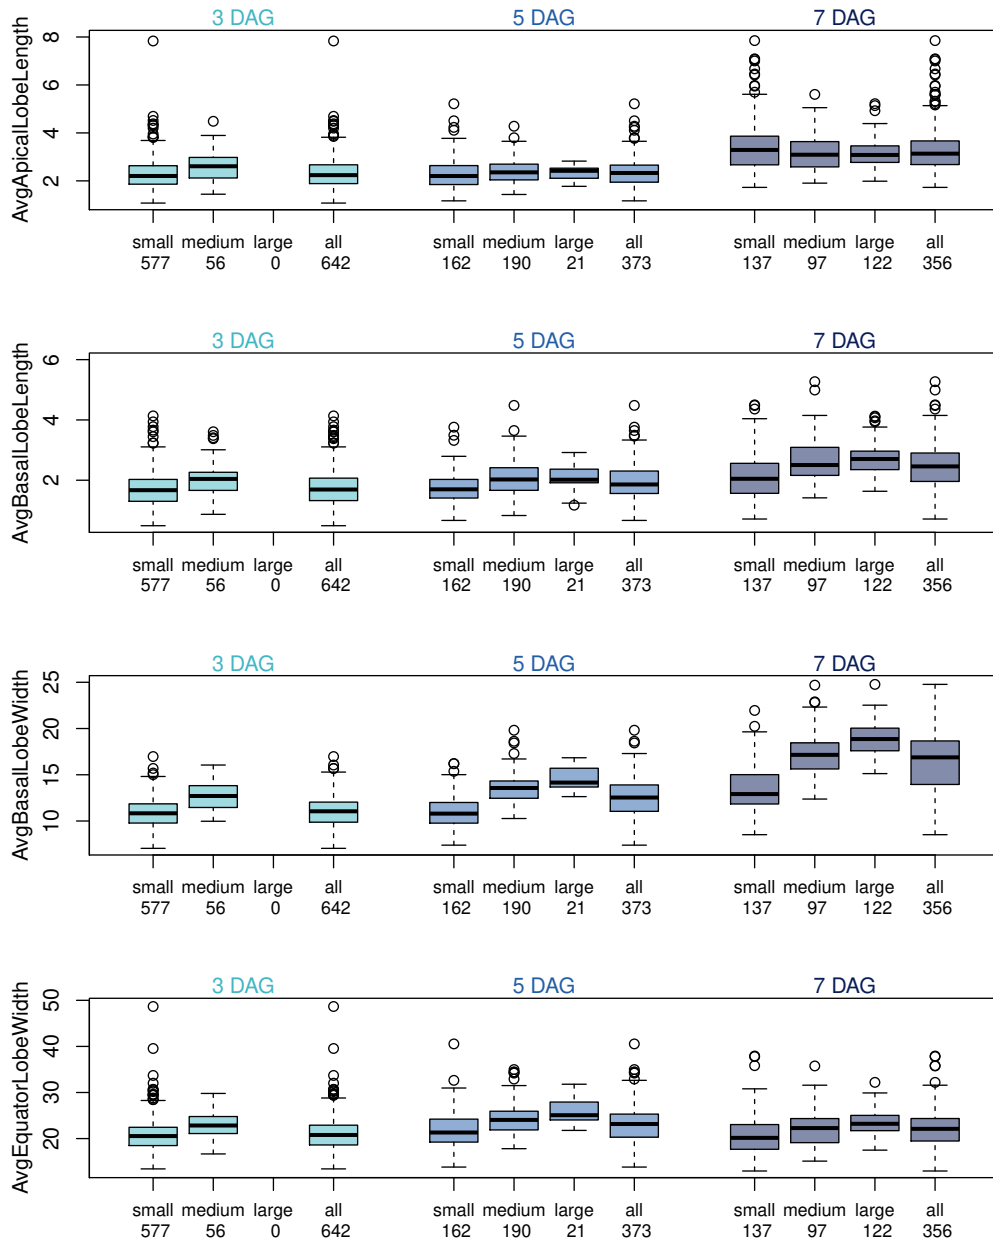 3 DAG 5 DAG 7 DAG
AvgApicalLobeLength
8
6
4
2
small medium large all small medium large all small medium large all
577 56 0 642 162 190 21 373 137 97 122 356
3 DAG 5 DAG 7 DAG
AvgBasalLobeLength
6
4
2
small medium large all small medium large all small medium large all
577 56 0 642 162 190 21 373 137 97 122 356
3 DAG 5 DAG 7 DAG
AvgBasalLobeWidth
25
20
15
10
small medium large all small medium large all small medium large all
577 56 0 642 162 190 21 373 137 97 122 356
3 DAG 5 DAG 7 DAG
AvgEquatorLobeWidth
50
40
30
20
small medium large all small medium large all small medium large all
577 56 0 642 162 190 21 373 137 97 122 356